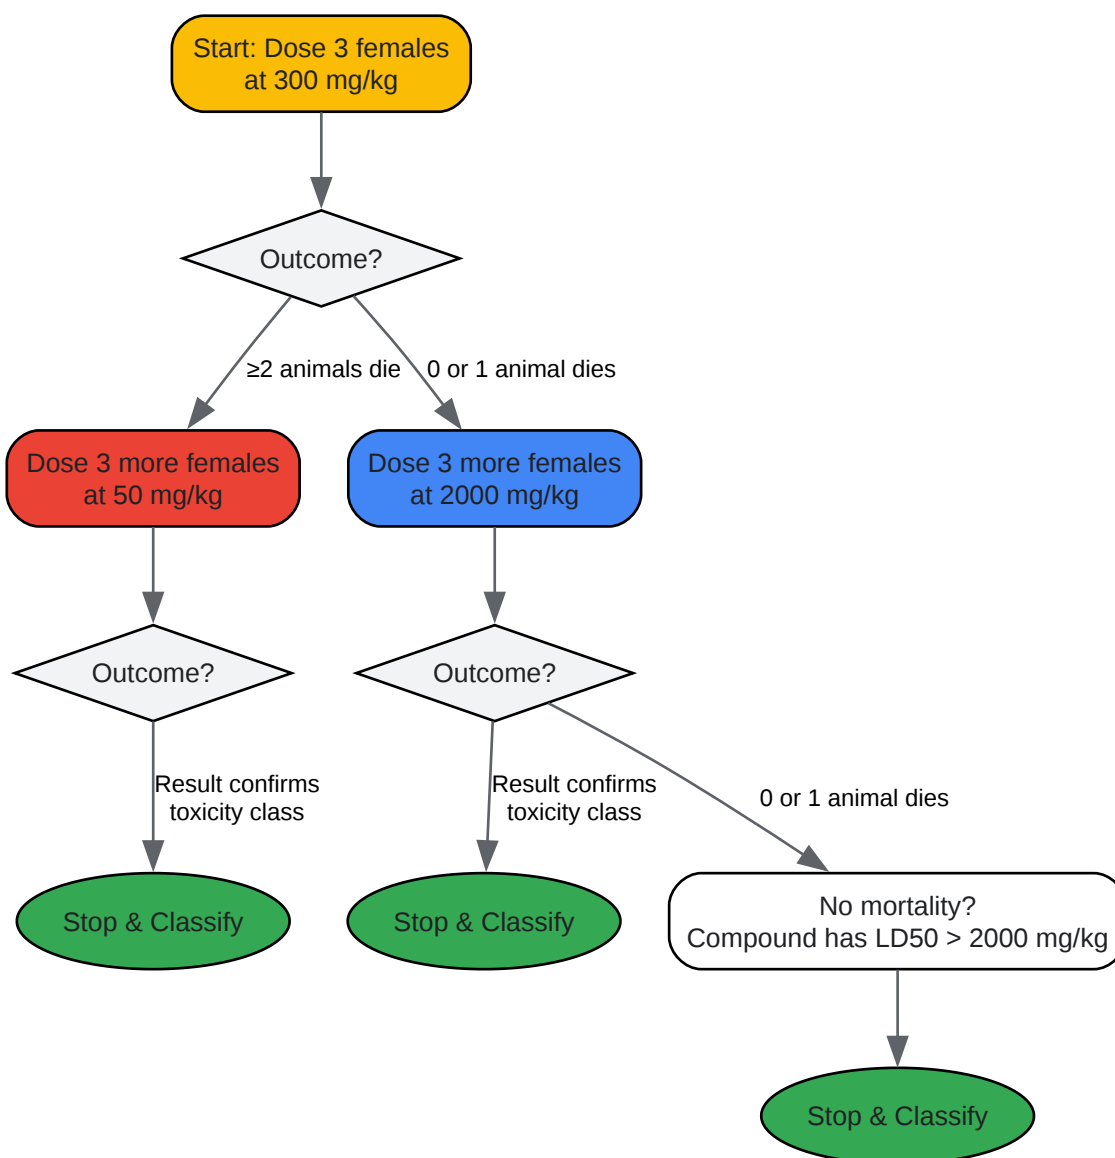 Start: Dose 3 females
at 300 mg/kg
Outcome?
≥2 animals die
0 or 1 animal dies
Dose 3 more females
at 50 mg/kg
Dose 3 more females
at 2000 mg/kg
Outcome?
Outcome?
Result confirms
toxicity class
Result confirms
toxicity class
0 or 1 animal dies
Stop & Classify
Stop & Classify
No mortality?
Compound has LD50 > 2000 mg/kg
Stop & Classify